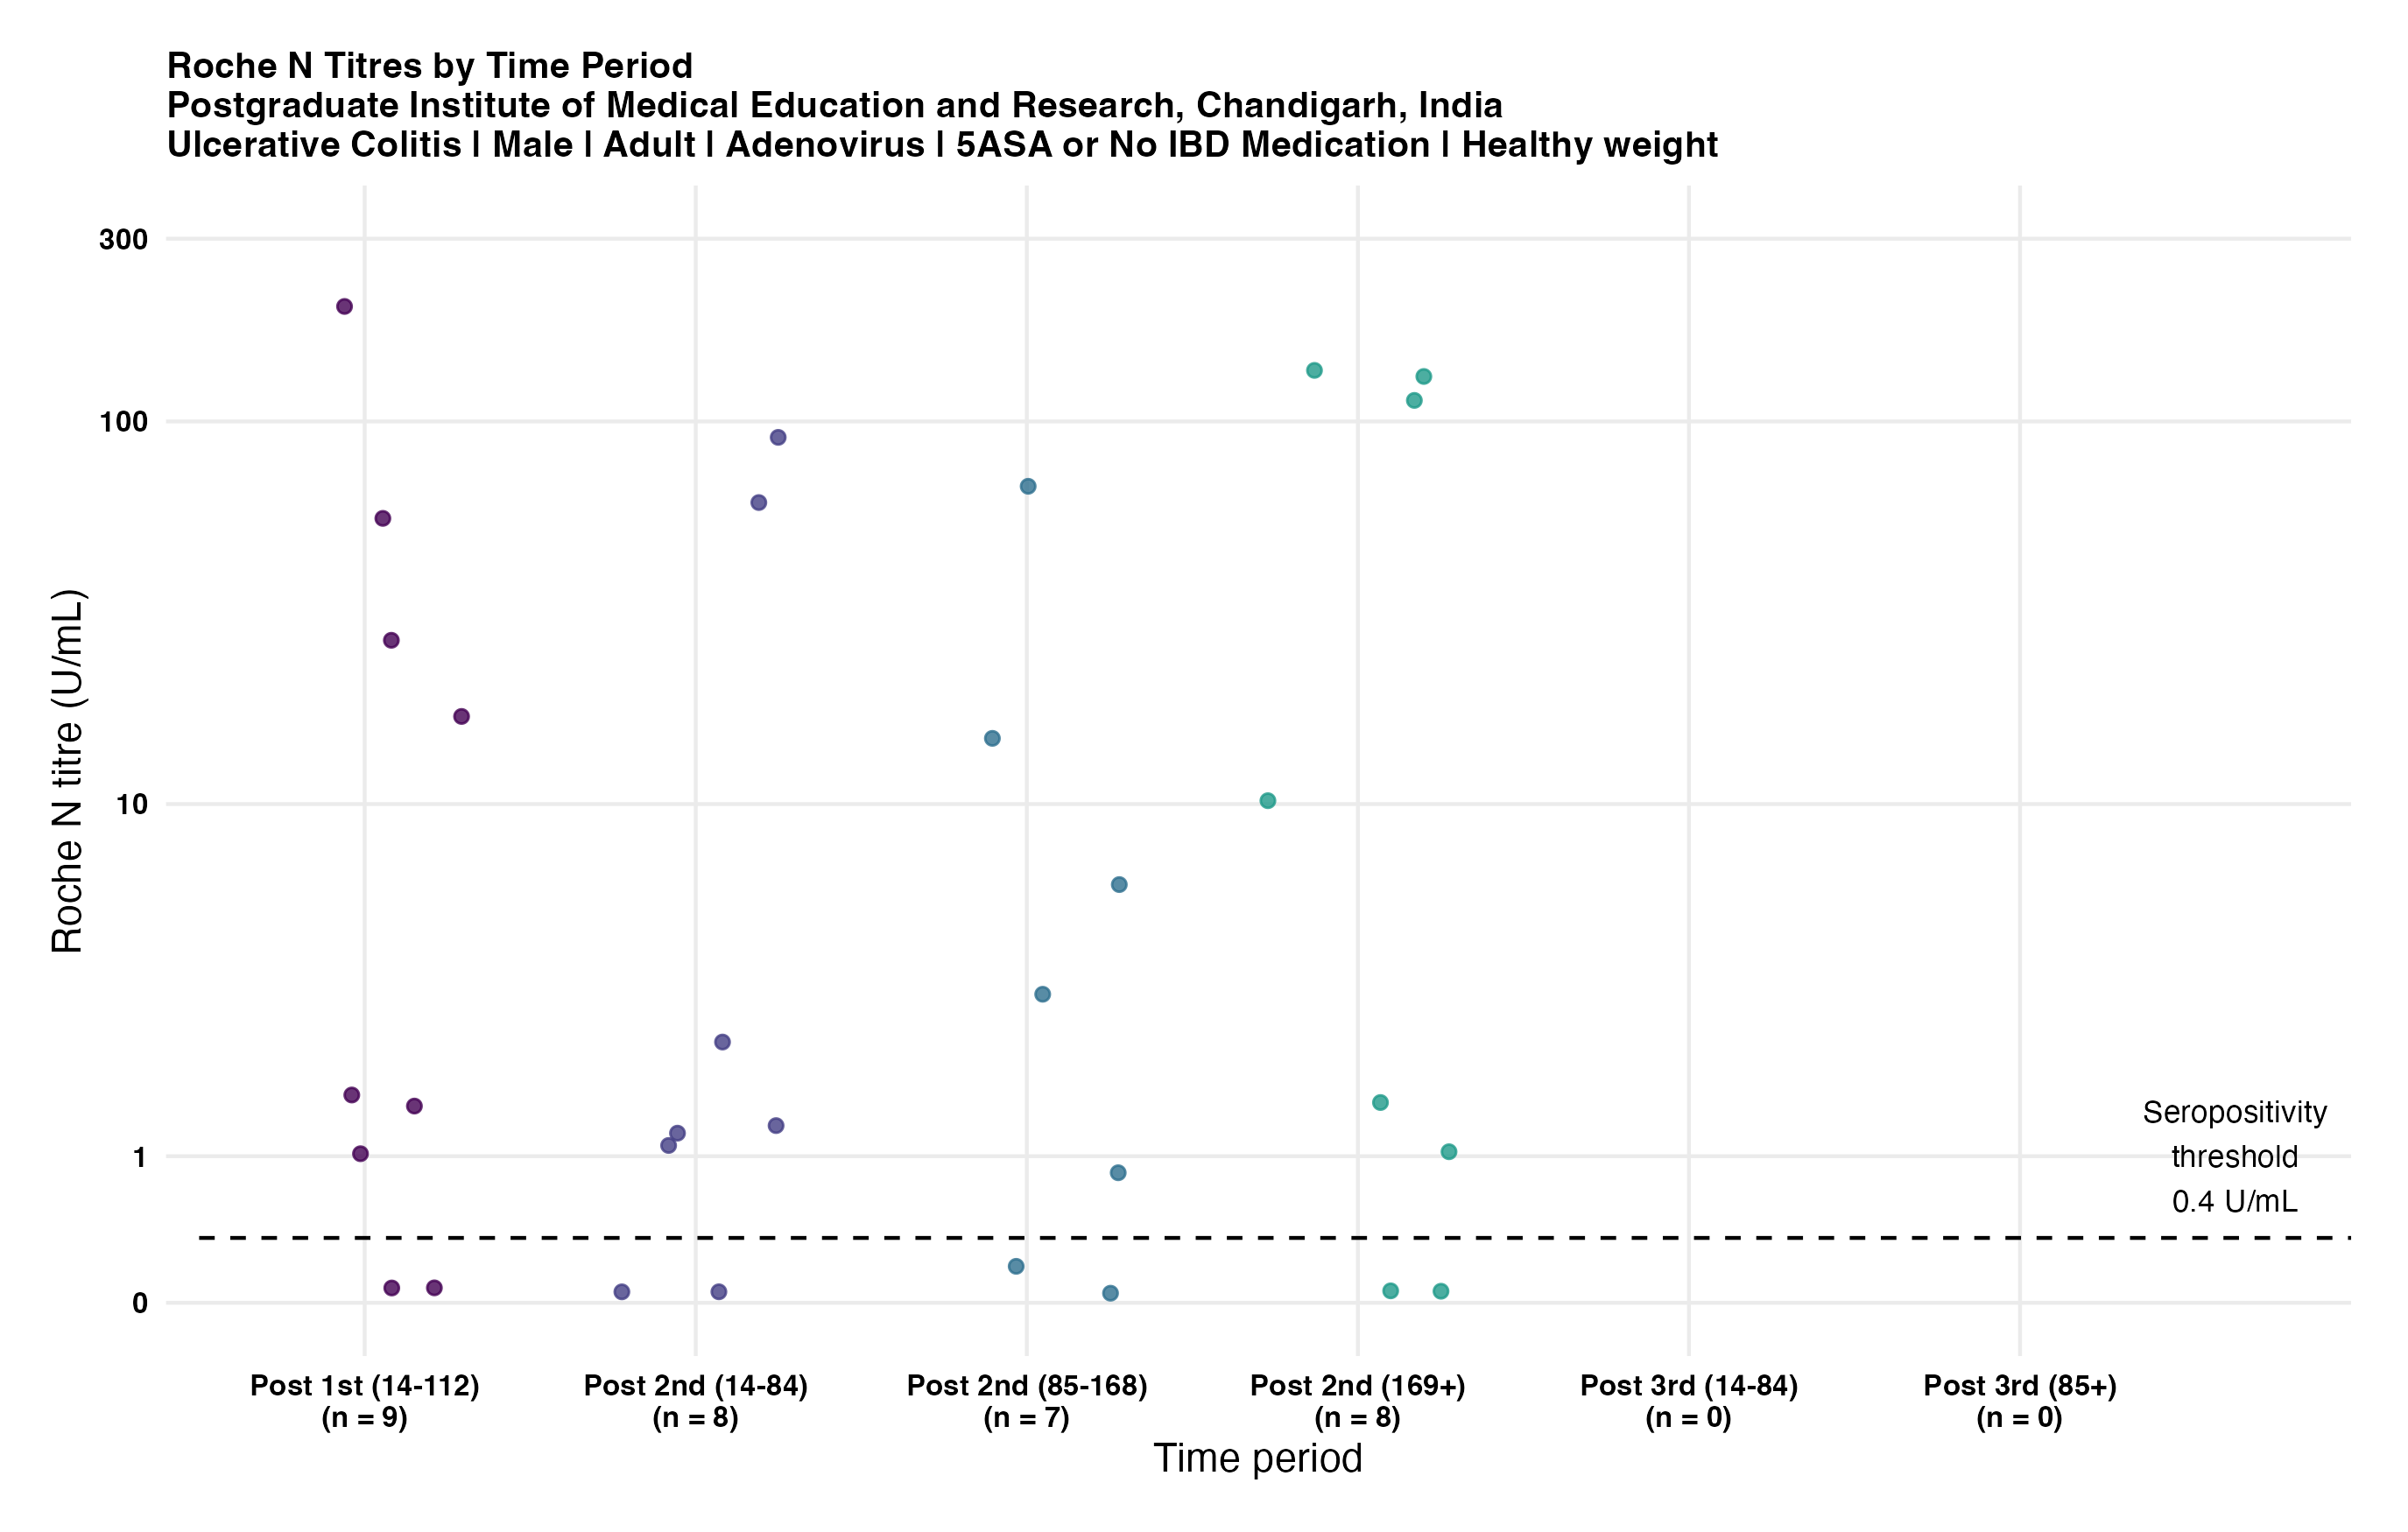 Roche N Titres by Time Period
Postgraduate Institute of Medical Education and Research, Chandigarh, India
Ulcerative Colitis | Male | Adult | Adenovirus | 5ASA or No IBD Medication | Healthy weight
Roche N titre (U/mL)
300
100
10
1
0
Seropositivity
threshold
0.4 U/mL
Post 1st (14-112)
(n = 9)
Post 2nd (14-84)
(n = 8)
Post 2nd (85-168)
(n = 7)
Post 2nd (169+)
(n = 8)
Post 3rd (14-84)
(n = 0)
Post 3rd (85+)
(n = 0)
Time period